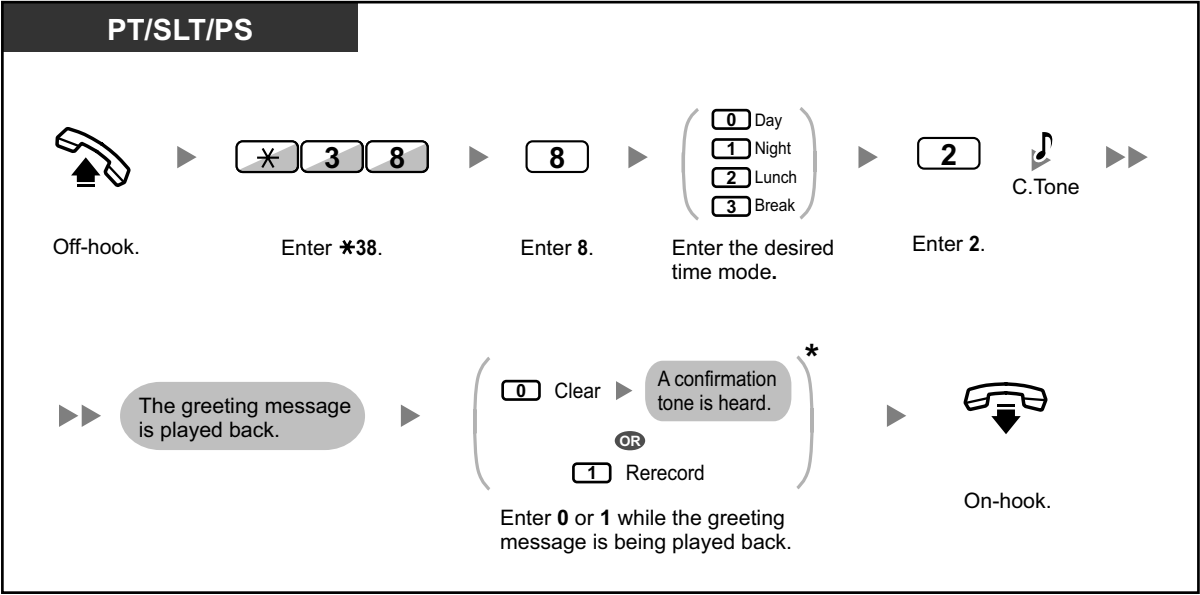 PT/SLT/PS
Off-hook.
✳ 3 8
Enter ✳38.
8
Enter 8.
0 Day
1 Night
2 Lunch
3 Break
Enter the desired
time mode.
2
Enter 2.
C.Tone
The greeting message
is played back.
0 Clear
A confirmation
tone is heard.
OR
1 Rerecord
*
Enter 0 or 1 while the greeting
message is being played back.
On-hook.